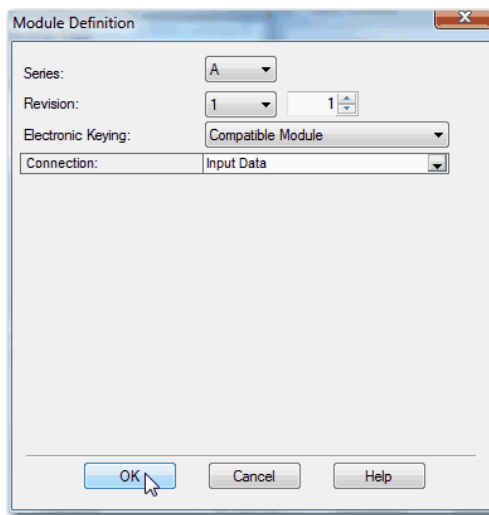 Module Definition
Series: A
Revision: 1 1
Electronic Keying: Compatible Module
Connection: Input Data
OK Cancel Help